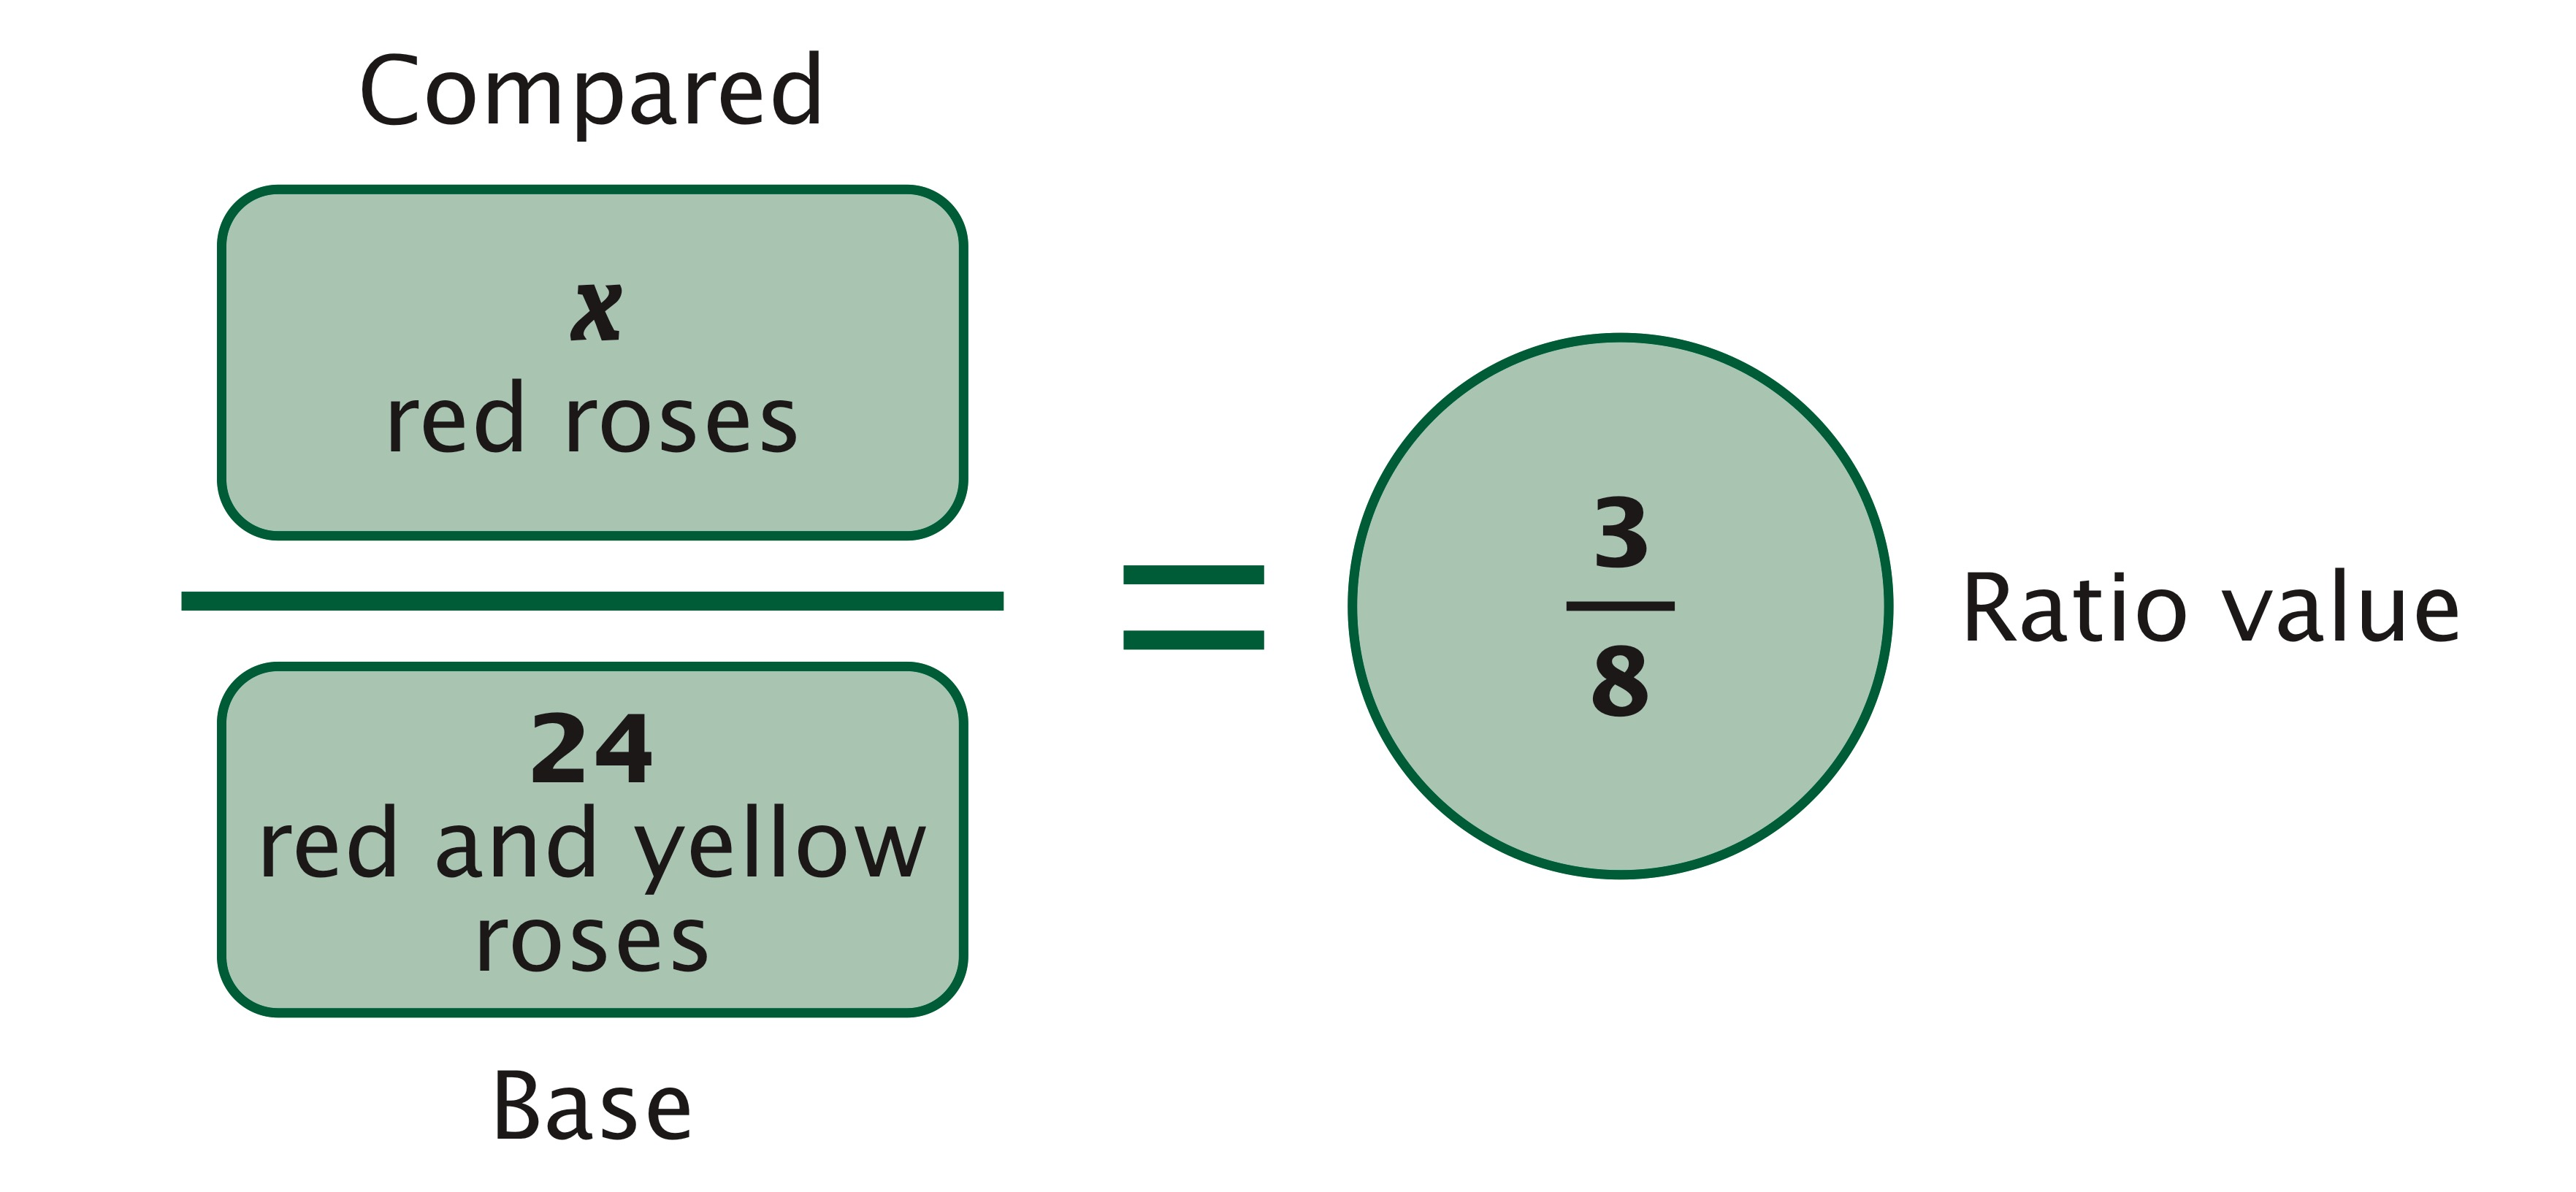 Compared
x
red roses
24
red and yellow
roses
Base
=
3
8
Ratio value